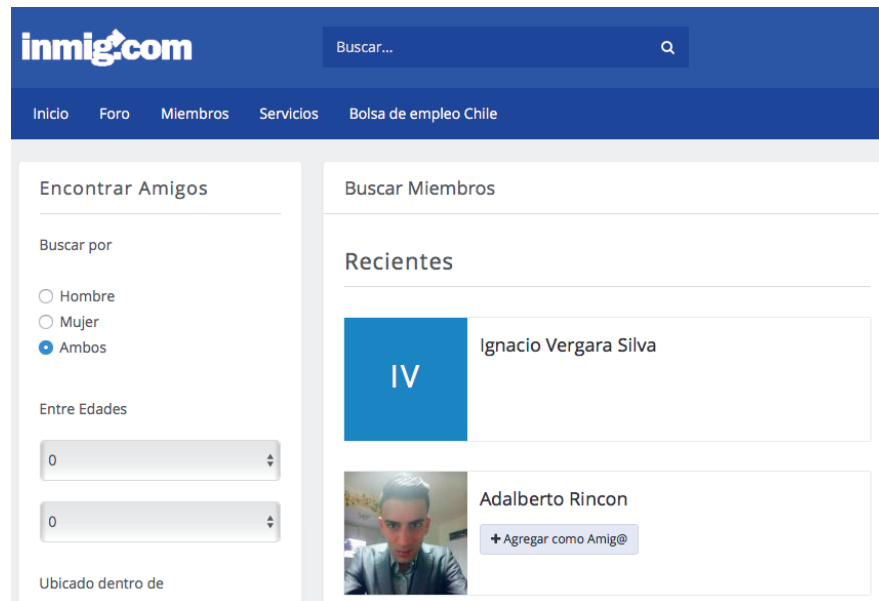 inmig.com
Buscar...
Inicio Foro Miembros Servicios Bolsa de empleo Chile
Encontrar Amigos
Buscar por
Hombre
Mujer
Ambos
Entre Edades
0
0
Ubicado dentro de
Buscar Miembros
Recientes
IV
Ignacio Vergara Silva
Adalberto Rincon
+ Agregar como Amig@